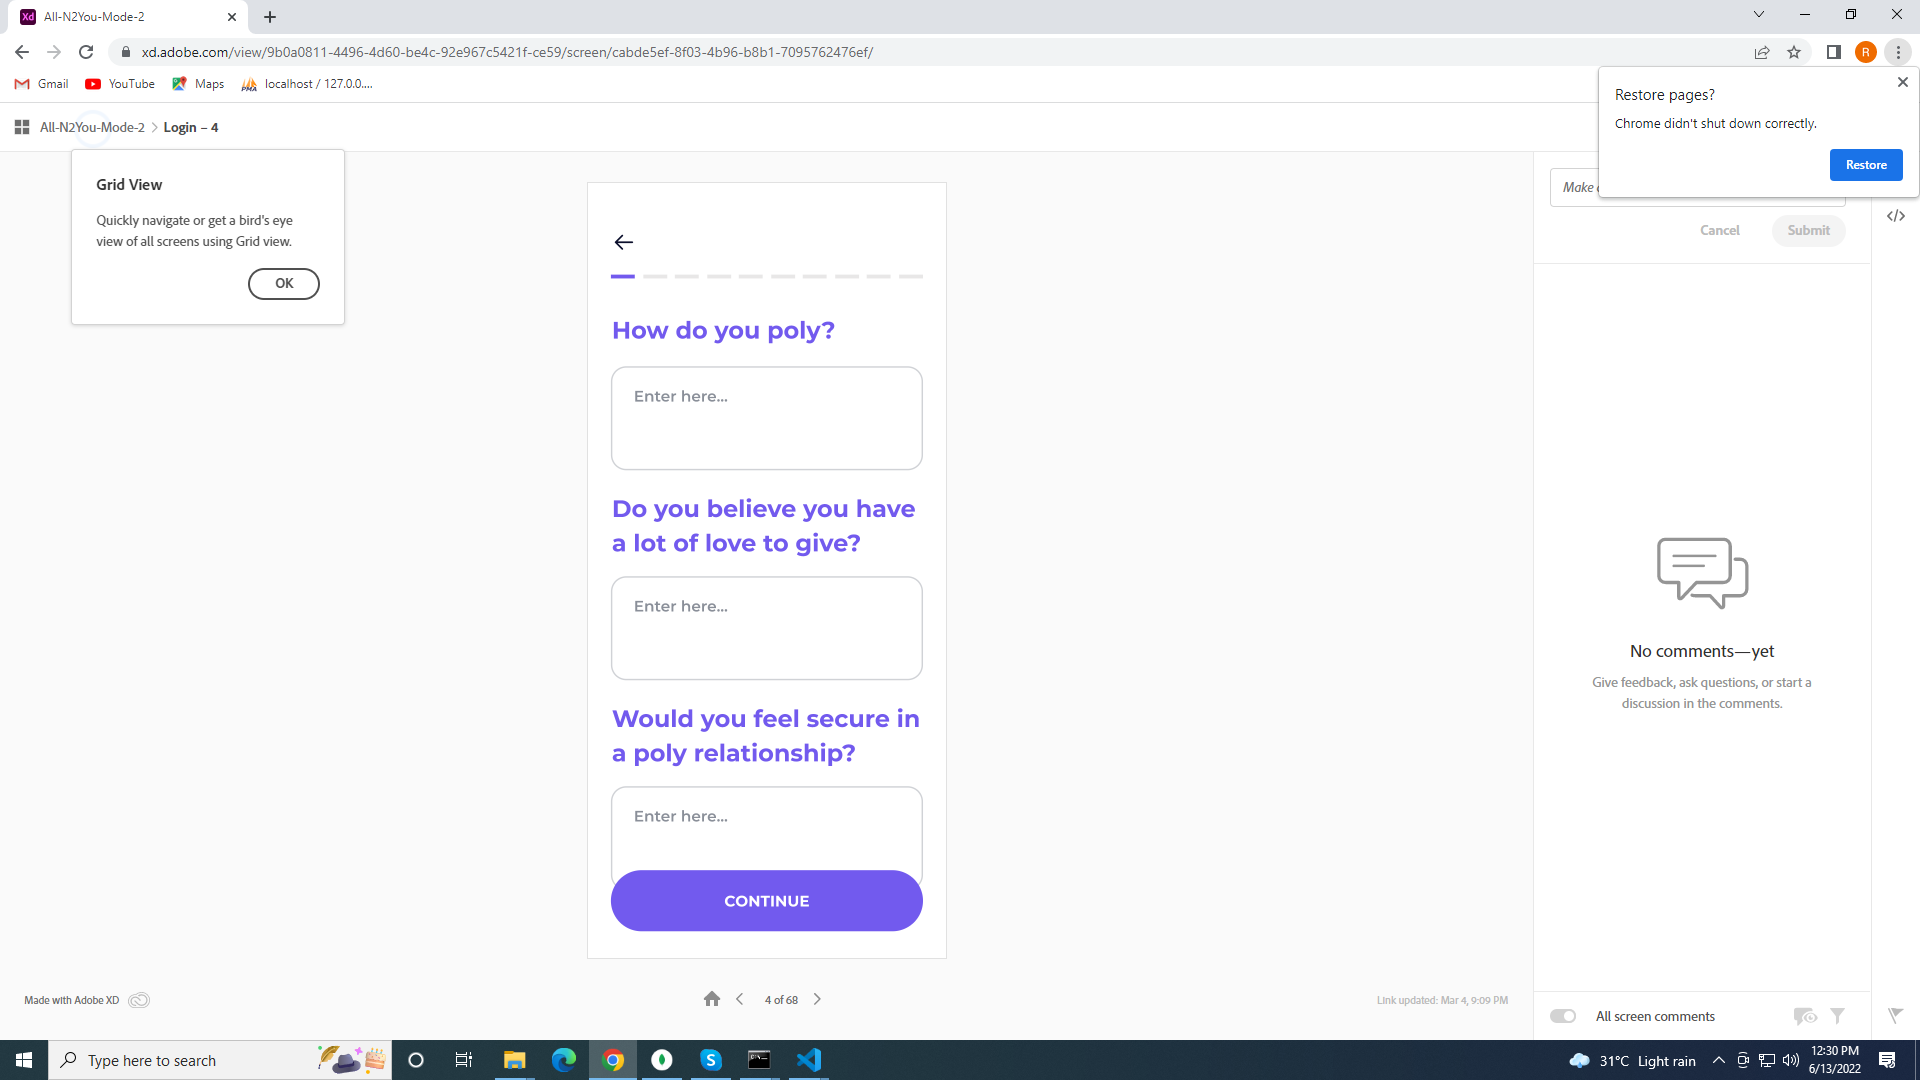 All-N2You-Mode-2
xd.adobe.com/view/9b0a0811-4496-4d60-be4c-92e967c5421f-ce59/screen/cabde5ef-8f03-4b96-b8b1-7095762476ef/
R
Gmail
YouTube
Maps
localhost / 127.0.0....
Restore pages?
Chrome didn't shut down correctly.
Restore
All-N2You-Mode-2
Login – 4
Grid View
Quickly navigate or get a bird's eye
view of all screens using Grid view.
OK
Make
Cancel
Submit
How do you poly?
Enter here...
Do you believe you have
a lot of love to give?
Enter here...
Would you feel secure in
a poly relationship?
Enter here...
CONTINUE
No comments—yet
Give feedback, ask questions, or start a
discussion in the comments.
Made with Adobe XD
4 of 68
Link updated: Mar 4, 9:09 PM
All screen comments
Type here to search
31°C Light rain
12:30 PM
6/13/2022